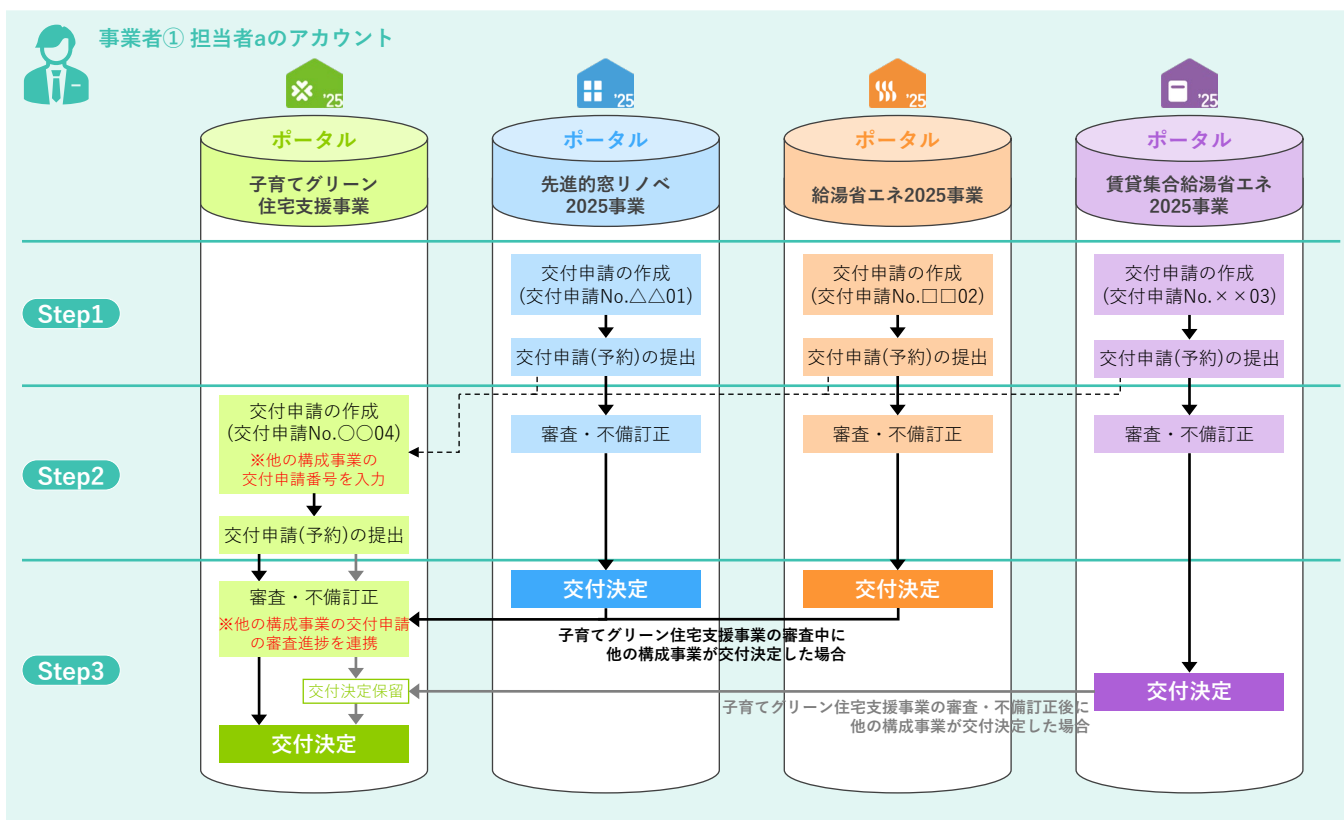 事業者① 担当者aのアカウント
'25
'25
'25
'25
ポータル
子育てグリーン
住宅支援事業
ポータル
先進的窓リノベ
2025事業
ポータル
給湯省エネ2025事業
ポータル
賃貸集合給湯省エネ
2025事業
Step1
交付申請の作成
(交付申請No.△△01)
交付申請(予約)の提出
交付申請の作成
(交付申請No.□□02)
交付申請(予約)の提出
交付申請の作成
(交付申請No.××03)
交付申請(予約)の提出
Step2
交付申請の作成
(交付申請No.○○04)
※他の構成事業の
交付申請番号を入力
交付申請(予約)の提出
審査・不備訂正
審査・不備訂正
審査・不備訂正
Step3
審査・不備訂正
※他の構成事業の交付申請
の審査進捗を連携
交付決定保留
交付決定
交付決定
交付決定
子育てグリーン住宅支援事業の審査中に
他の構成事業が交付決定した場合
交付決定
子育てグリーン住宅支援事業の審査・不備訂正後に
他の構成事業が交付決定した場合